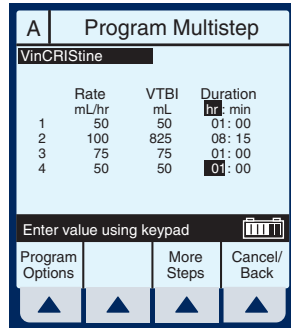 A Program Multistep
VinCRIStine
Rate VTBI Duration
mL/hr mL hr : min
1 50 50 01: 00
2 100 825 08: 15
3 75 75 01: 00
4 50 50 01: 00
Enter value using keypad
Program More Cancel/
Options Steps Back